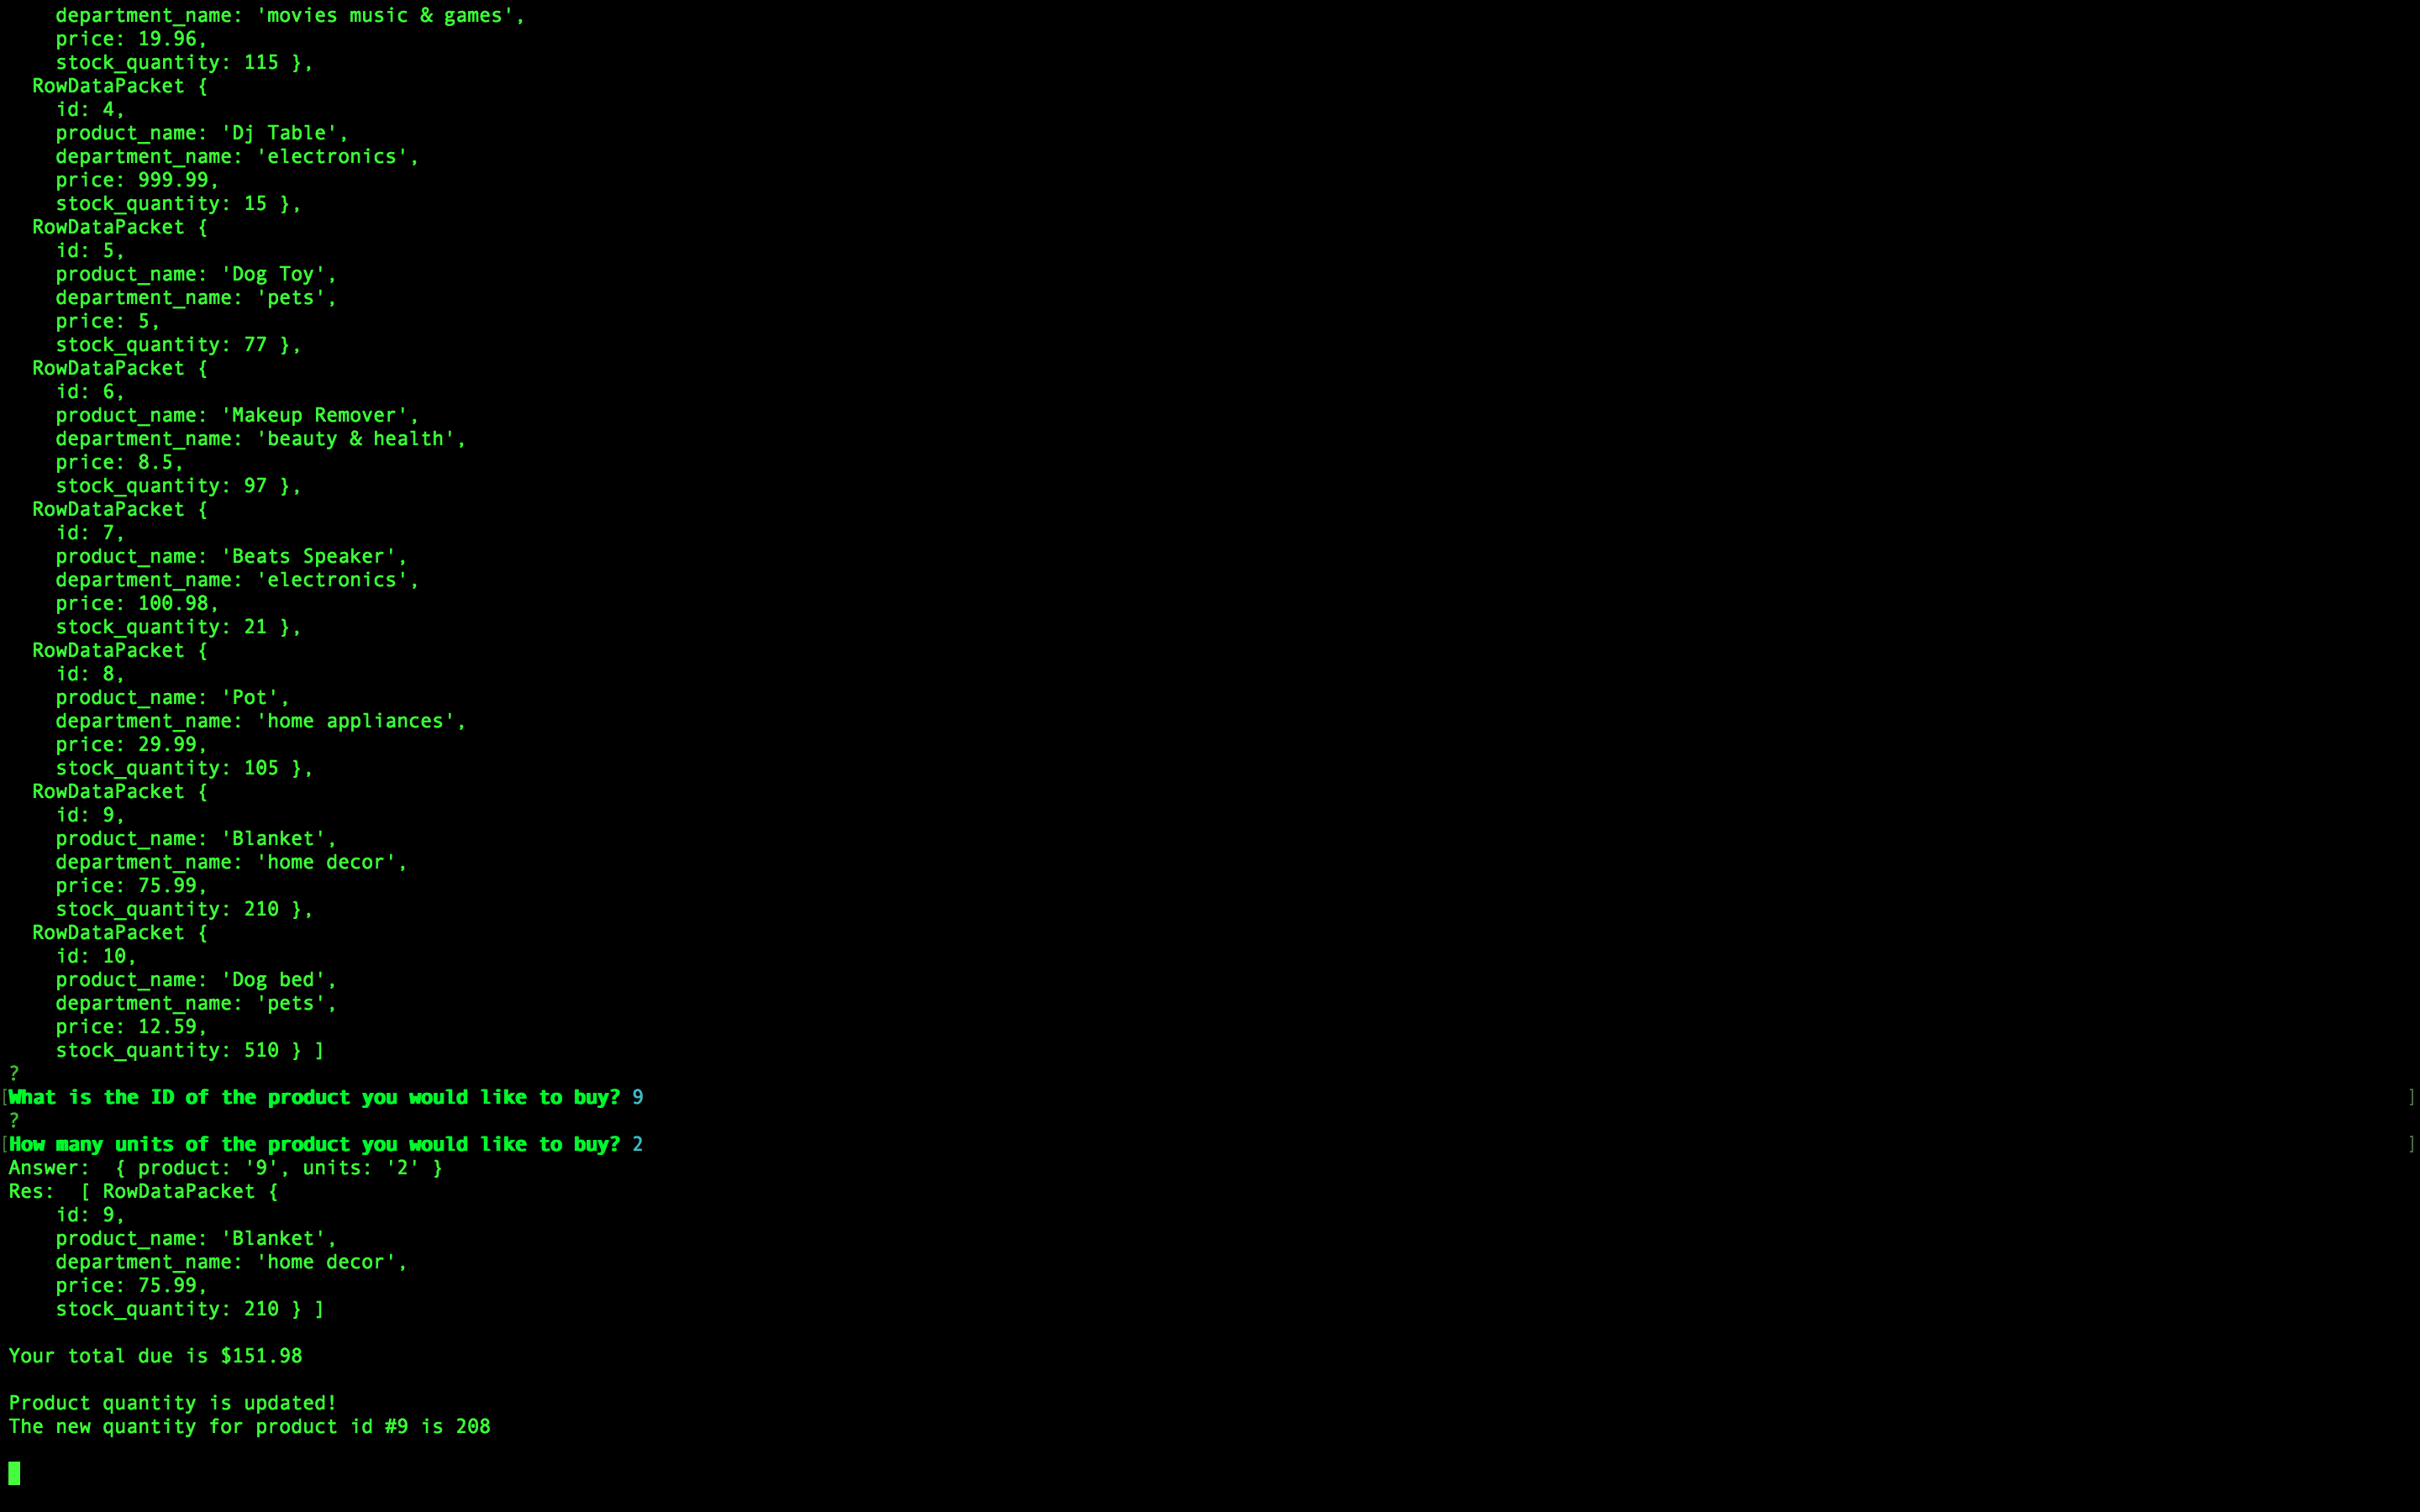 department_name: 'movies music & games',
price: 19.96,
stock_quantity: 115 },
RowDataPacket {
id: 4,
product_name: 'Dj Table',
department_name: 'electronics',
price: 999.99,
stock_quantity: 15 },
RowDataPacket {
id: 5,
product_name: 'Dog Toy',
department_name: 'pets',
price: 5,
stock_quantity: 77 },
RowDataPacket {
id: 6,
product_name: 'Makeup Remover',
department_name: 'beauty & health',
price: 8.5,
stock_quantity: 97 },
RowDataPacket {
id: 7,
product_name: 'Beats Speaker',
department_name: 'electronics',
price: 100.98,
stock_quantity: 21 },
RowDataPacket {
id: 8,
product_name: 'Pot',
department_name: 'home appliances',
price: 29.99,
stock_quantity: 105 },
RowDataPacket {
id: 9,
product_name: 'Blanket',
department_name: 'home decor',
price: 75.99,
stock_quantity: 210 },
RowDataPacket {
id: 10,
product_name: 'Dog bed',
department_name: 'pets',
price: 12.59,
stock_quantity: 510 } ]
?
[What is the ID of the product you would like to buy? 9 ]
?
[How many units of the product you would like to buy? 2 ]
Answer:  { product: '9', units: '2' }
Res:  [ RowDataPacket {
id: 9,
product_name: 'Blanket',
department_name: 'home decor',
price: 75.99,
stock_quantity: 210 } ]
Your total due is $151.98
Product quantity is updated!
The new quantity for product id #9 is 208